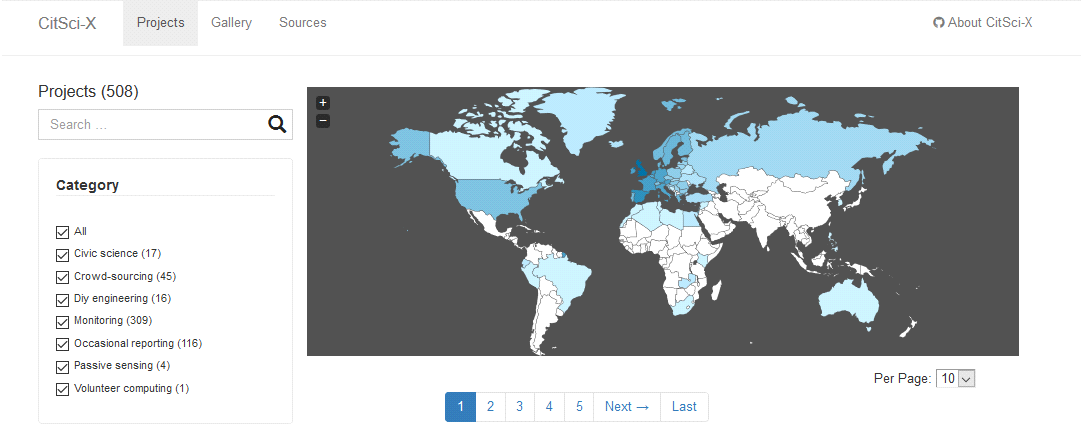 CitSci-X Projects Gallery Sources About CitSci-X
Projects (508)
Search ...
+
−
Category
All
Civic science (17)
Crowd-sourcing (45)
Diy engineering (16)
Monitoring (309)
Occasional reporting (116)
Passive sensing (4)
Volunteer computing (1)
Per Page: 10
1 2 3 4 5 Next → Last